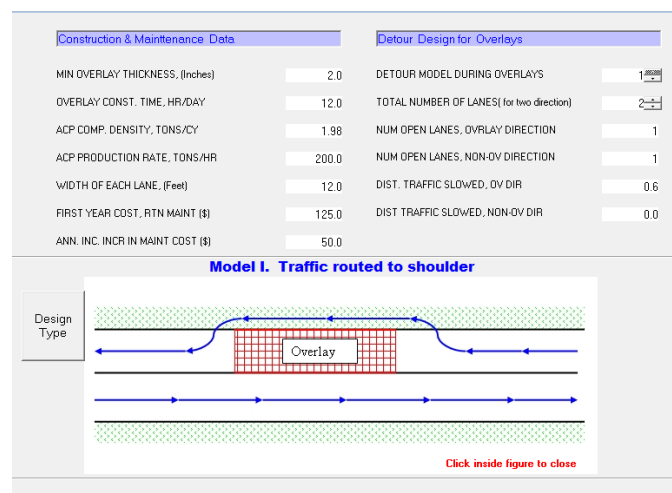 Construction & Mainttenance Data
MIN OVERLAY THICKNESS, (Inches) 2.0
OVERLAY CONST. TIME, HR/DAY 12.0
ACP COMP. DENSITY, TONS/CY 1.98
ACP PRODUCTION RATE, TONS/HR 200.0
WIDTH OF EACH LANE, (Feet) 12.0
FIRST YEAR COST, RTN MAINT ($) 125.0
ANN. INC. INCR IN MAINT COST ($) 50.0
Detour Design for Overlays
DETOUR MODEL DURING OVERLAYS 1
TOTAL NUMBER OF LANES( for two direction) 2
NUM OPEN LANES, OVRLAY DIRECTION 1
NUM OPEN LANES, NON-OV DIRECTION 1
DIST. TRAFFIC SLOWED, OV DIR 0.6
DIST TRAFFIC SLOWED, NON-OV DIR 0.0
Model I. Traffic routed to shoulder
Design
Type
Overlay
Click inside figure to close